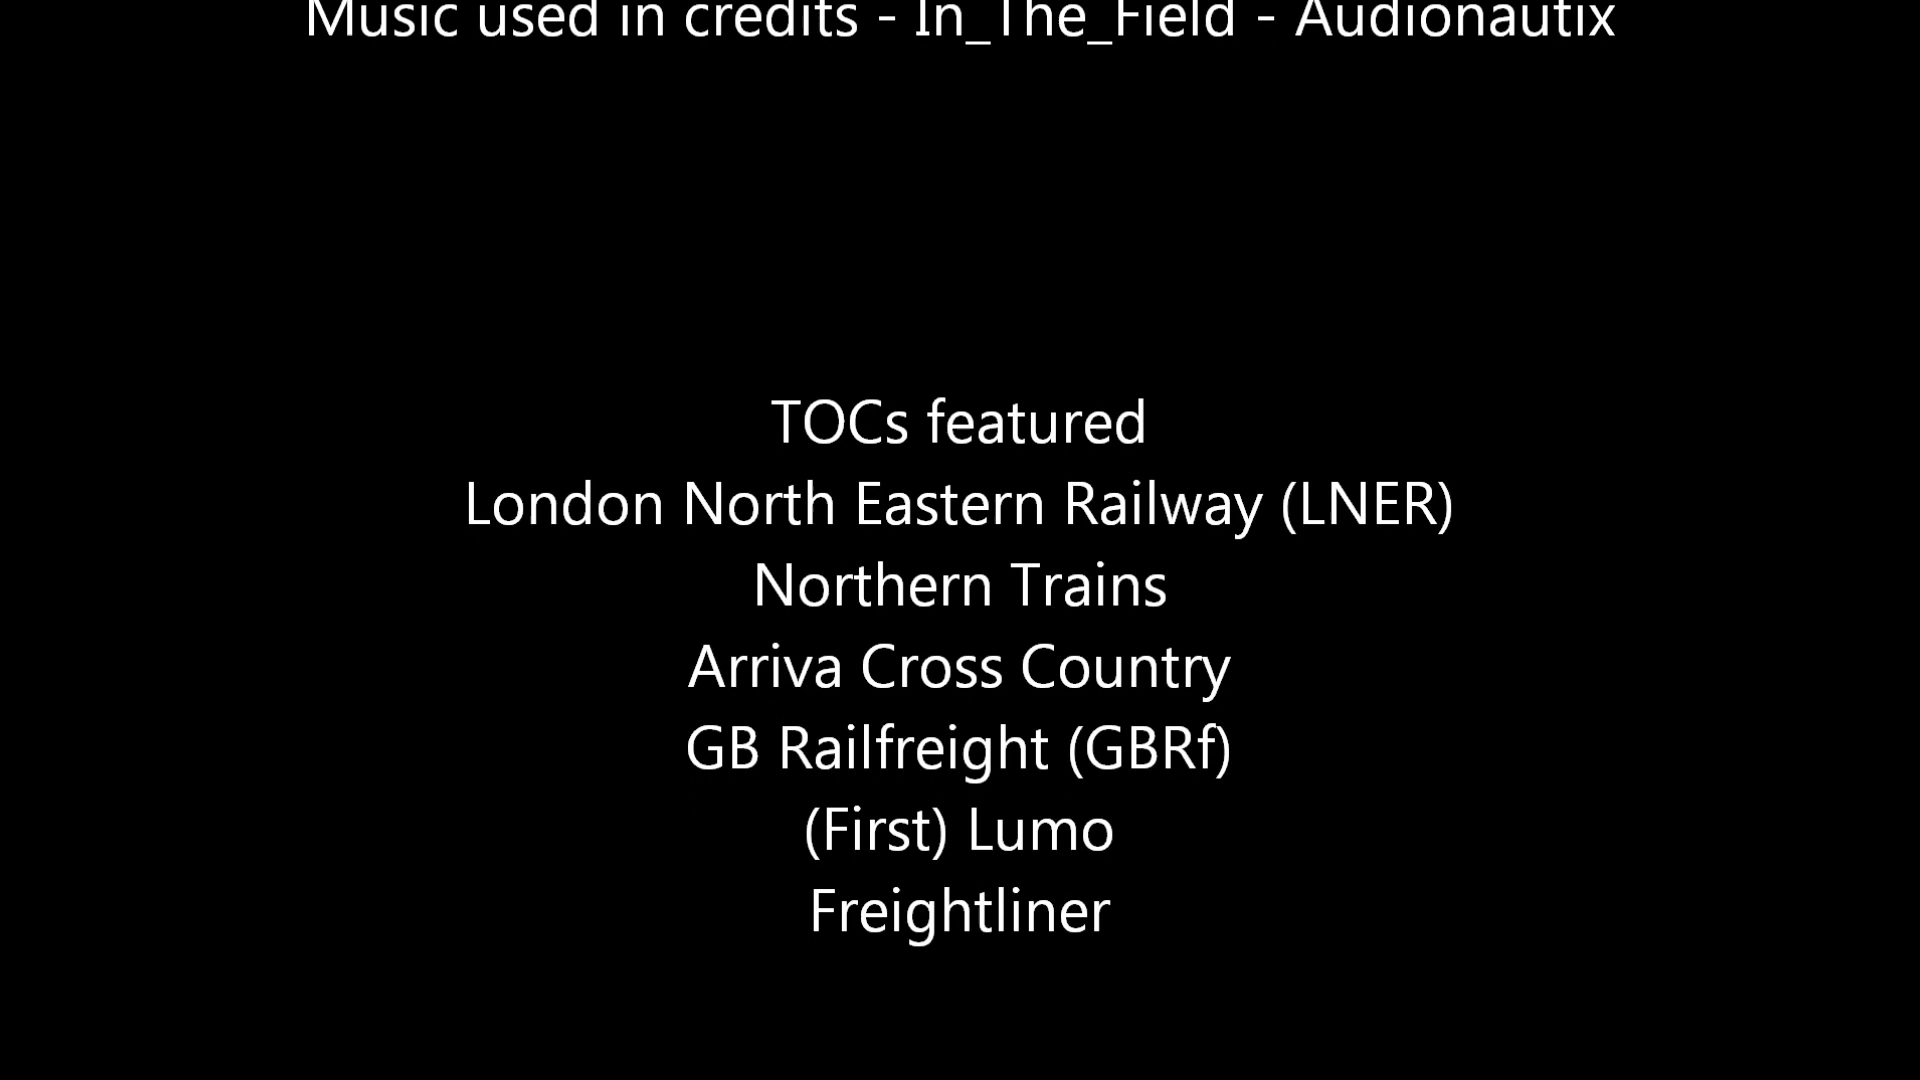 Music used in credits - In_The_Field - Audionautix
TOCs featured
London North Eastern Railway (LNER)
Northern Trains
Arriva Cross Country
GB Railfreight (GBRf)
(First) Lumo
Freightliner